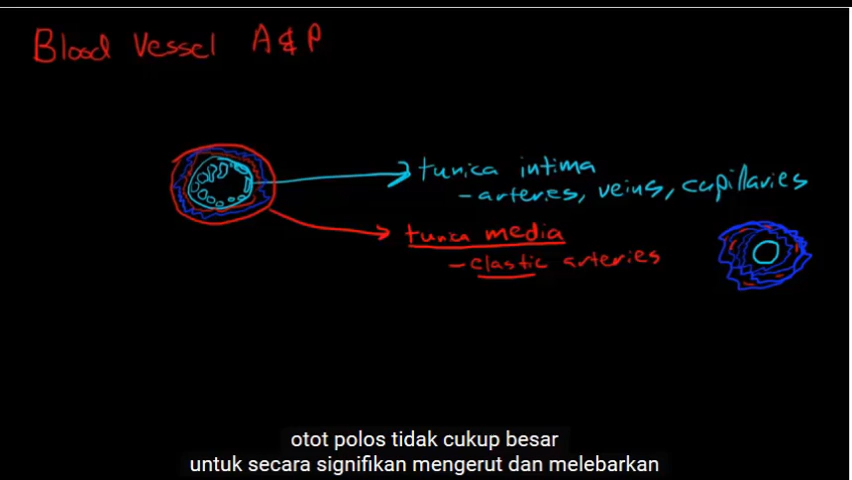 Blood Vessel A & P
tunica intima
- arteries, veins, capillaries
tunica media
- elastic arteries
otot polos tidak cukup besar
untuk secara signifikan mengerut dan melebarkan